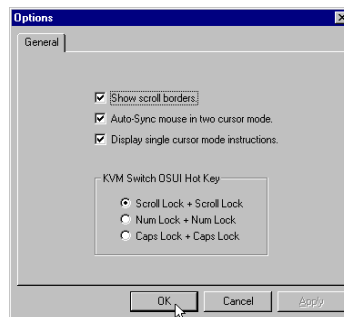 Options
General
Show scroll borders.
Auto-Sync mouse in two cursor mode.
Display single cursor mode instructions.
KVM Switch OSUI Hot Key
Scroll Lock + Scroll Lock
Num Lock + Num Lock
Caps Lock + Caps Lock
OK Cancel Apply